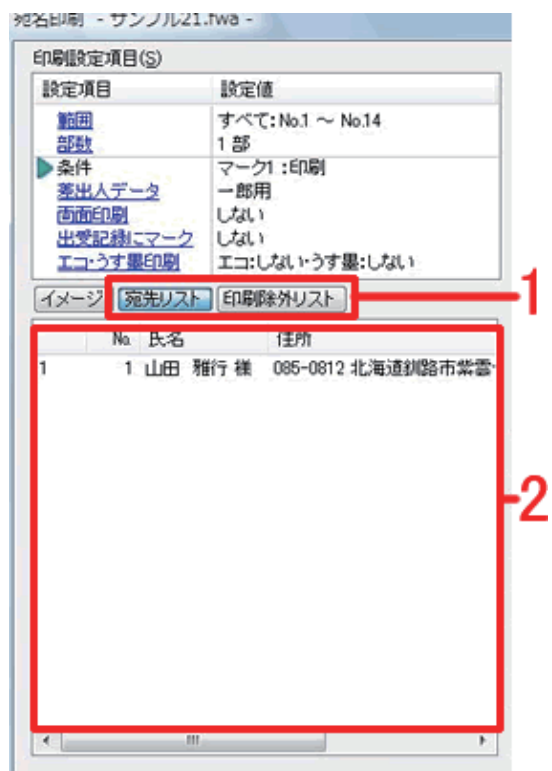 宛名印刷 - サンプル21.fwa -
印刷設定項目(S)
設定項目 設定値
範囲 すべて:No.1 ～ No.14
部数 1 部
条件 マーク1 :印刷
差出人データ 一郎用
両面印刷 しない
出受記録にマーク しない
エコ・うす墨印刷 エコ:しない・うす墨:しない
イメージ 宛先リスト 印刷除外リスト 1
No. 氏名 住所
1 1 山田 雅行 様 085-0812 北海道釧路市紫雲
2